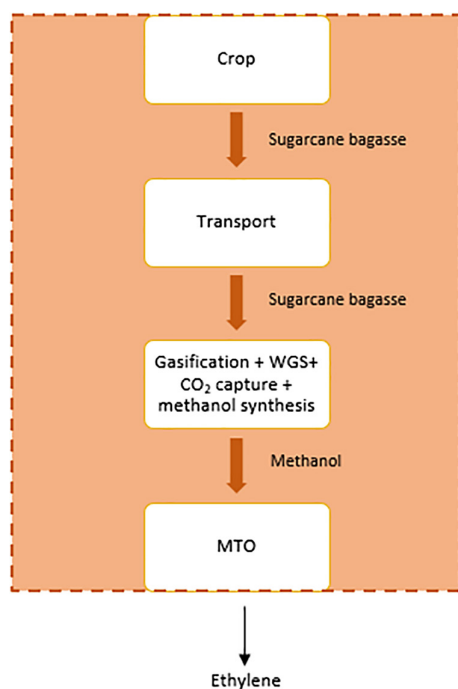 Crop
Sugarcane bagasse
Transport
Sugarcane bagasse
Gasification + WGS+
CO₂ capture +
methanol synthesis
Methanol
MTO
Ethylene